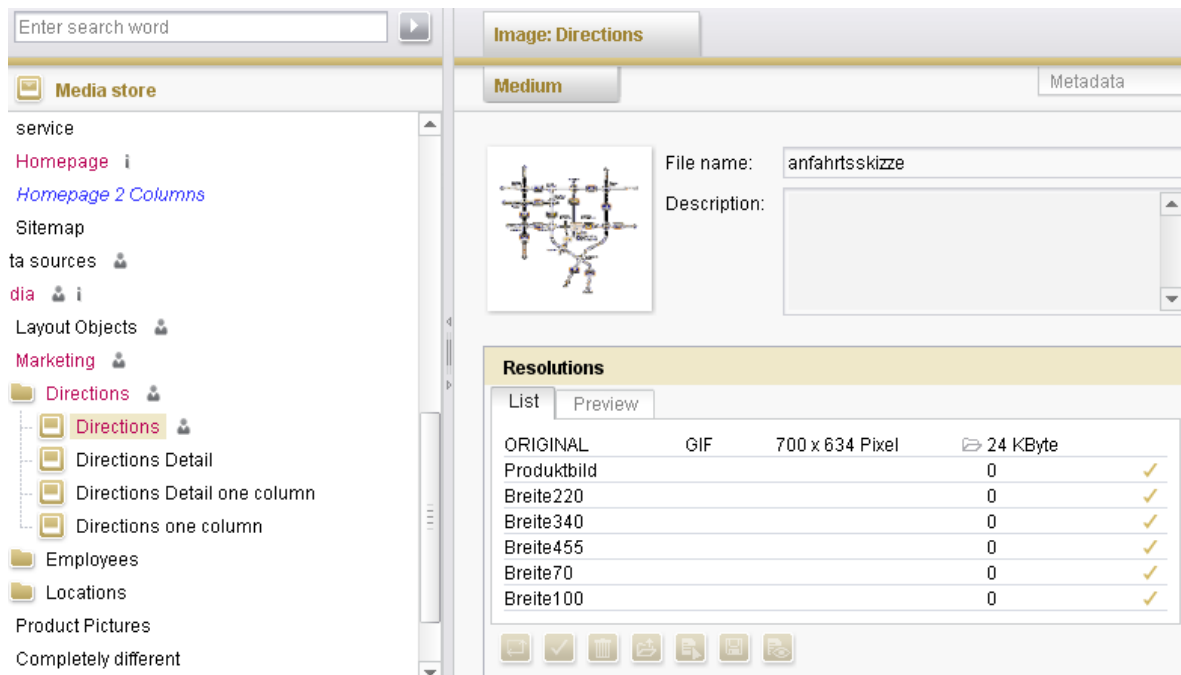 Enter search word
Media store
service
Homepage i
Homepage 2 Columns
Sitemap
ta sources
dia i
Layout Objects
Marketing
Directions
Directions
Directions Detail
Directions Detail one column
Directions one column
Employees
Locations
Product Pictures
Completely different
Image: Directions
Medium
Metadata
File name: anfahrtsskizze
Description:
Resolutions
List Preview
ORIGINAL GIF 700 x 634 Pixel 24 KByte
Produktbild 0
Breite220 0
Breite340 0
Breite455 0
Breite70 0
Breite100 0